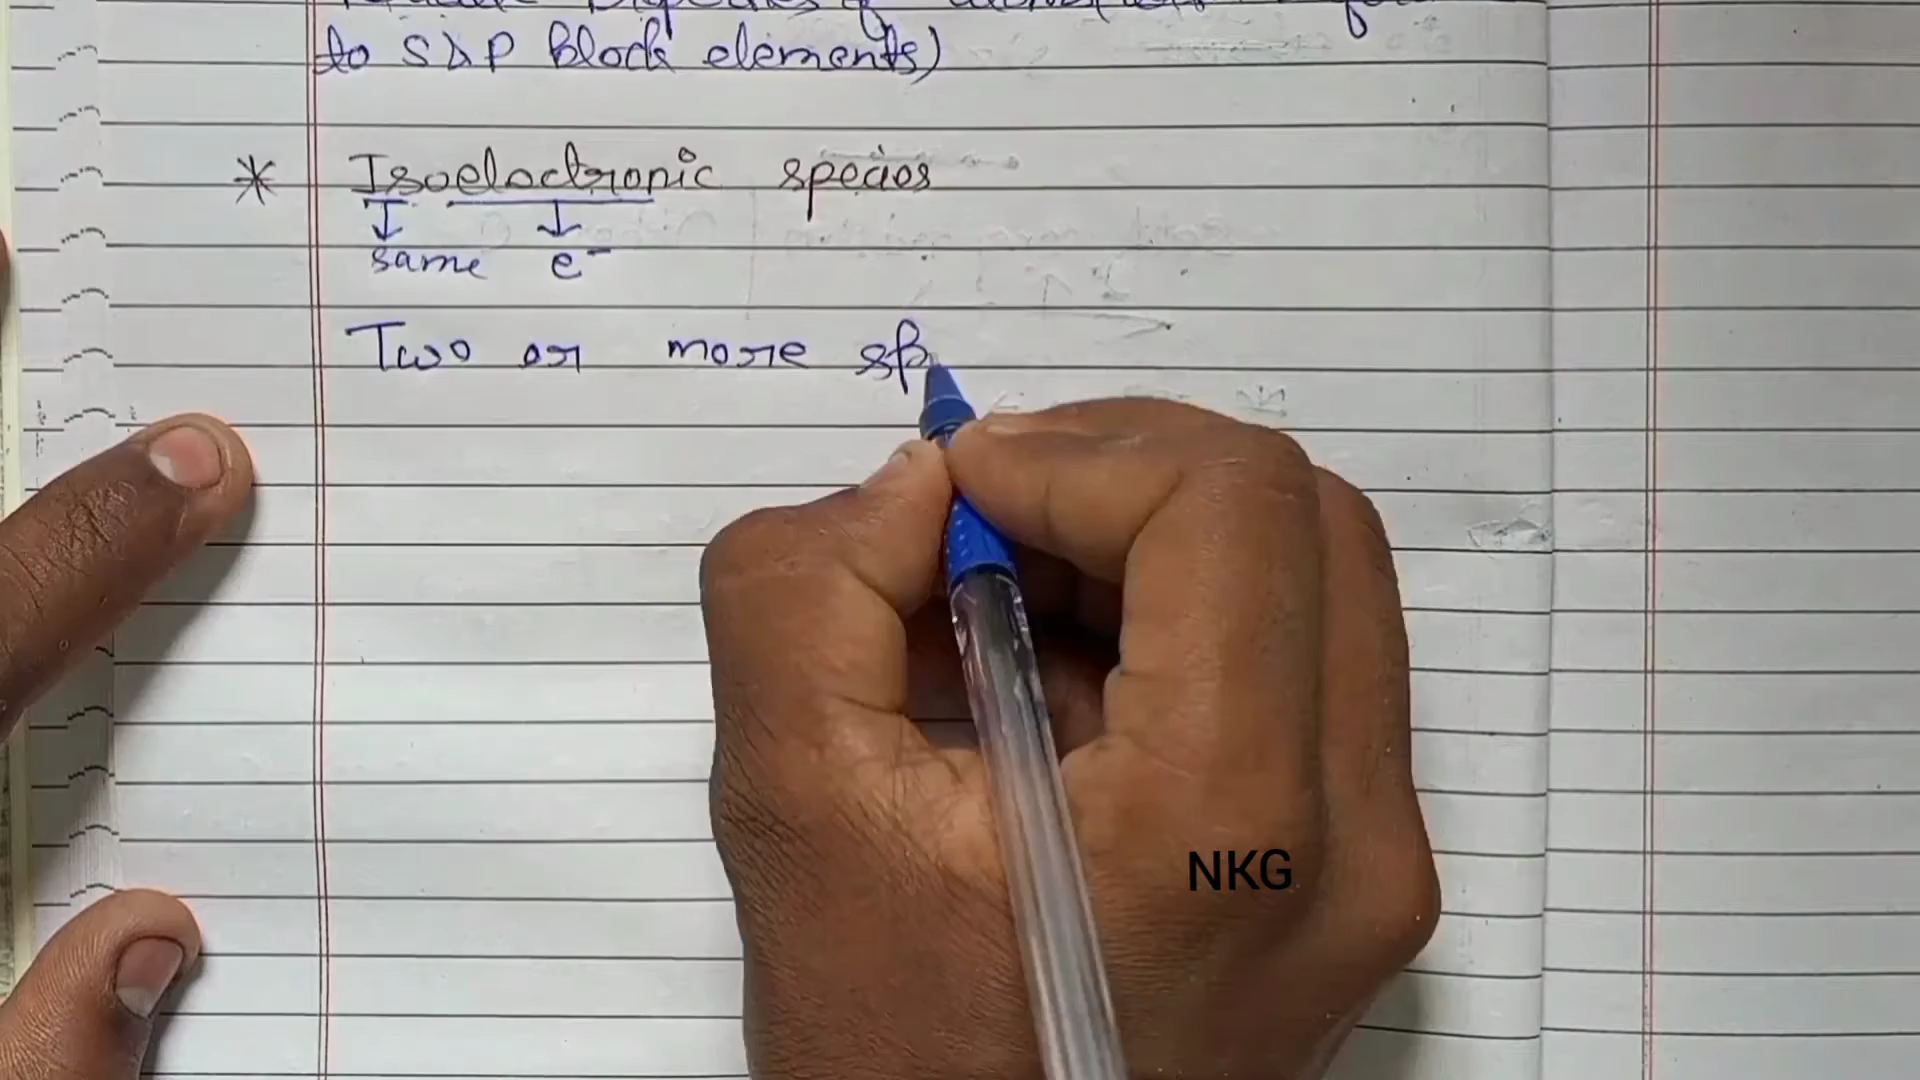 to S & P Block elements)
* Isoelectronic species
same e⁻
Two or more sp
NKG